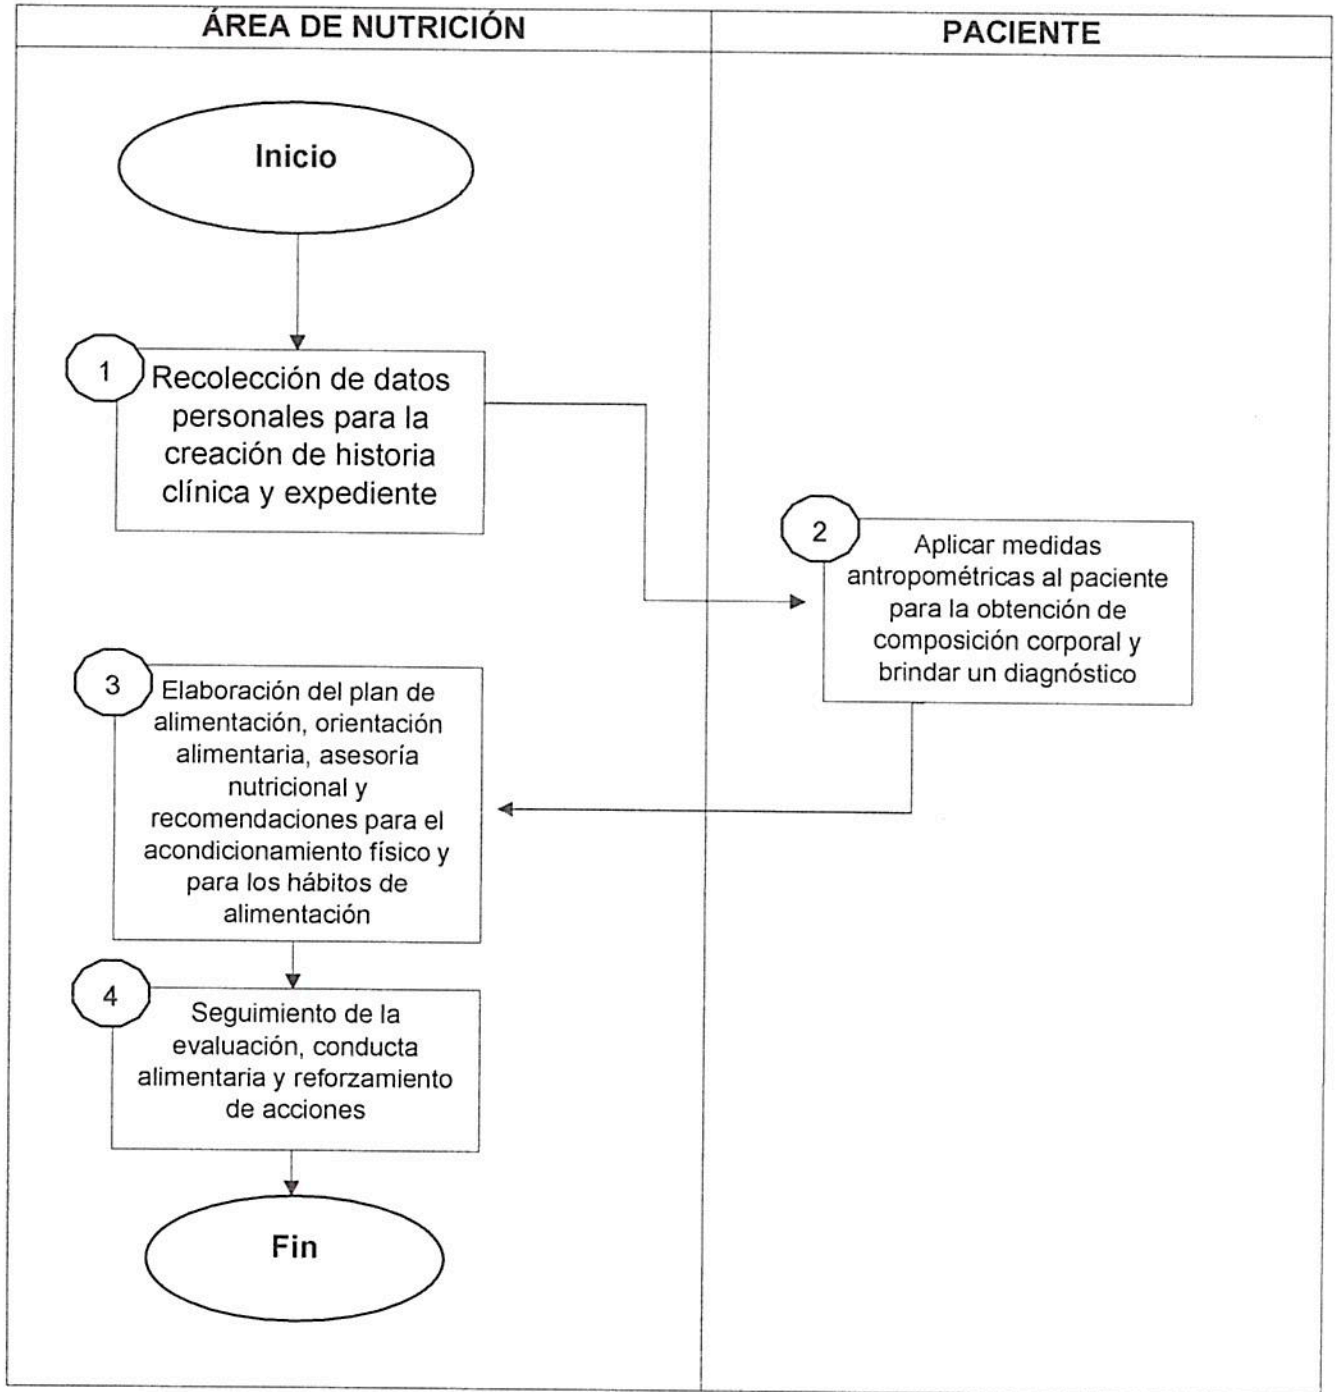 ÁREA DE NUTRICIÓN
PACIENTE
Inicio
1
Recolección de datos
personales para la
creación de historia
clínica y expediente
2
Aplicar medidas
antropométricas al paciente
para la obtención de
composición corporal y
brindar un diagnóstico
3
Elaboración del plan de
alimentación, orientación
alimentaria, asesoría
nutricional y
recomendaciones para el
acondicionamiento físico y
para los hábitos de
alimentación
4
Seguimiento de la
evaluación, conducta
alimentaria y reforzamiento
de acciones
Fin